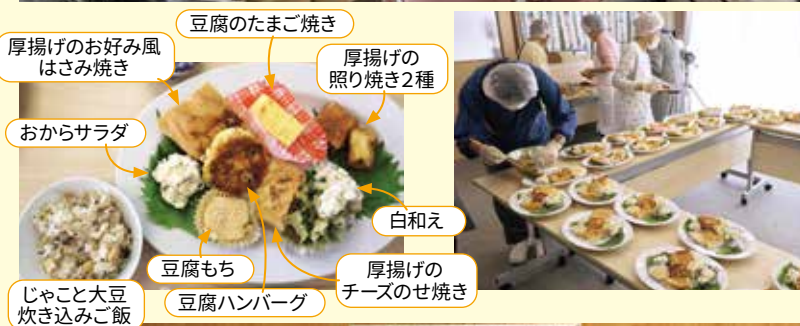 豆腐のたまご焼き
厚揚げのお好み風
はさみ焼き
厚揚げの
照り焼き2種
おからサラダ
白和え
豆腐もち
厚揚げの
チーズのせ焼き
豆腐ハンバーグ
じゃこと大豆
炊き込みご飯